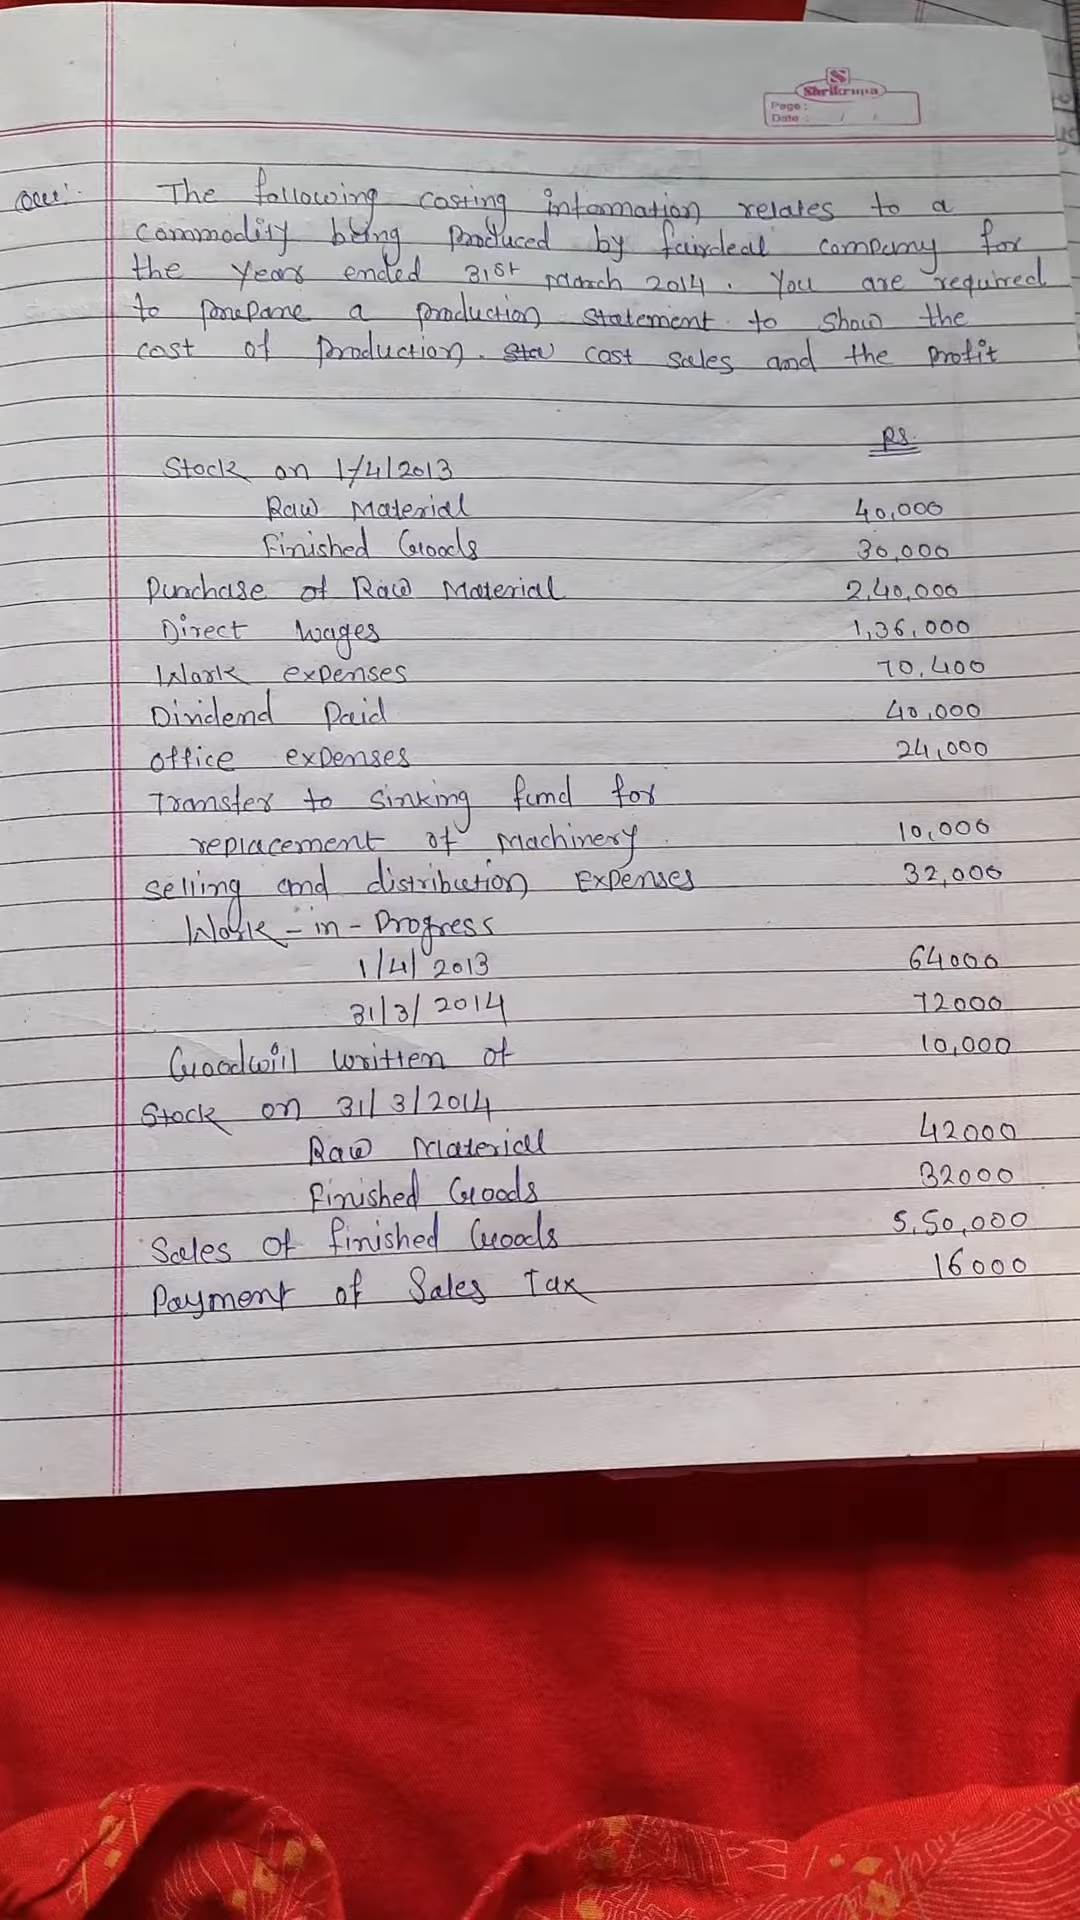 S
Shrikrupa
Page :
Date : / /
Que:-
The following costing information relates to a
commodity being produced by fairdeal company for
the years ended 31st March 2014. You are required
to prepare a production statement to show the
cost of production. cost sales and the profit
RS.
Stock on 1/4/2013
Raw Material 40,000
Finished Goods 30,000
Purchase of Raw Material 2,40,000
Direct wages 1,36,000
Work expenses 70,400
Dividend Paid 40,000
office expenses 24,000
Transfer to sinking fund for
replacement of Machinery. 10,000
selling and distribution Expenses 32,000
Work-in-Progress
1/4/2013 64000
31/3/2014 72000
Goodwill written of 10,000
Stock on 31/3/2014
Raw Material 42000
Finished Goods 32000
Sales of finished Goods 5,50,000
Payment of Sales Tax 16000